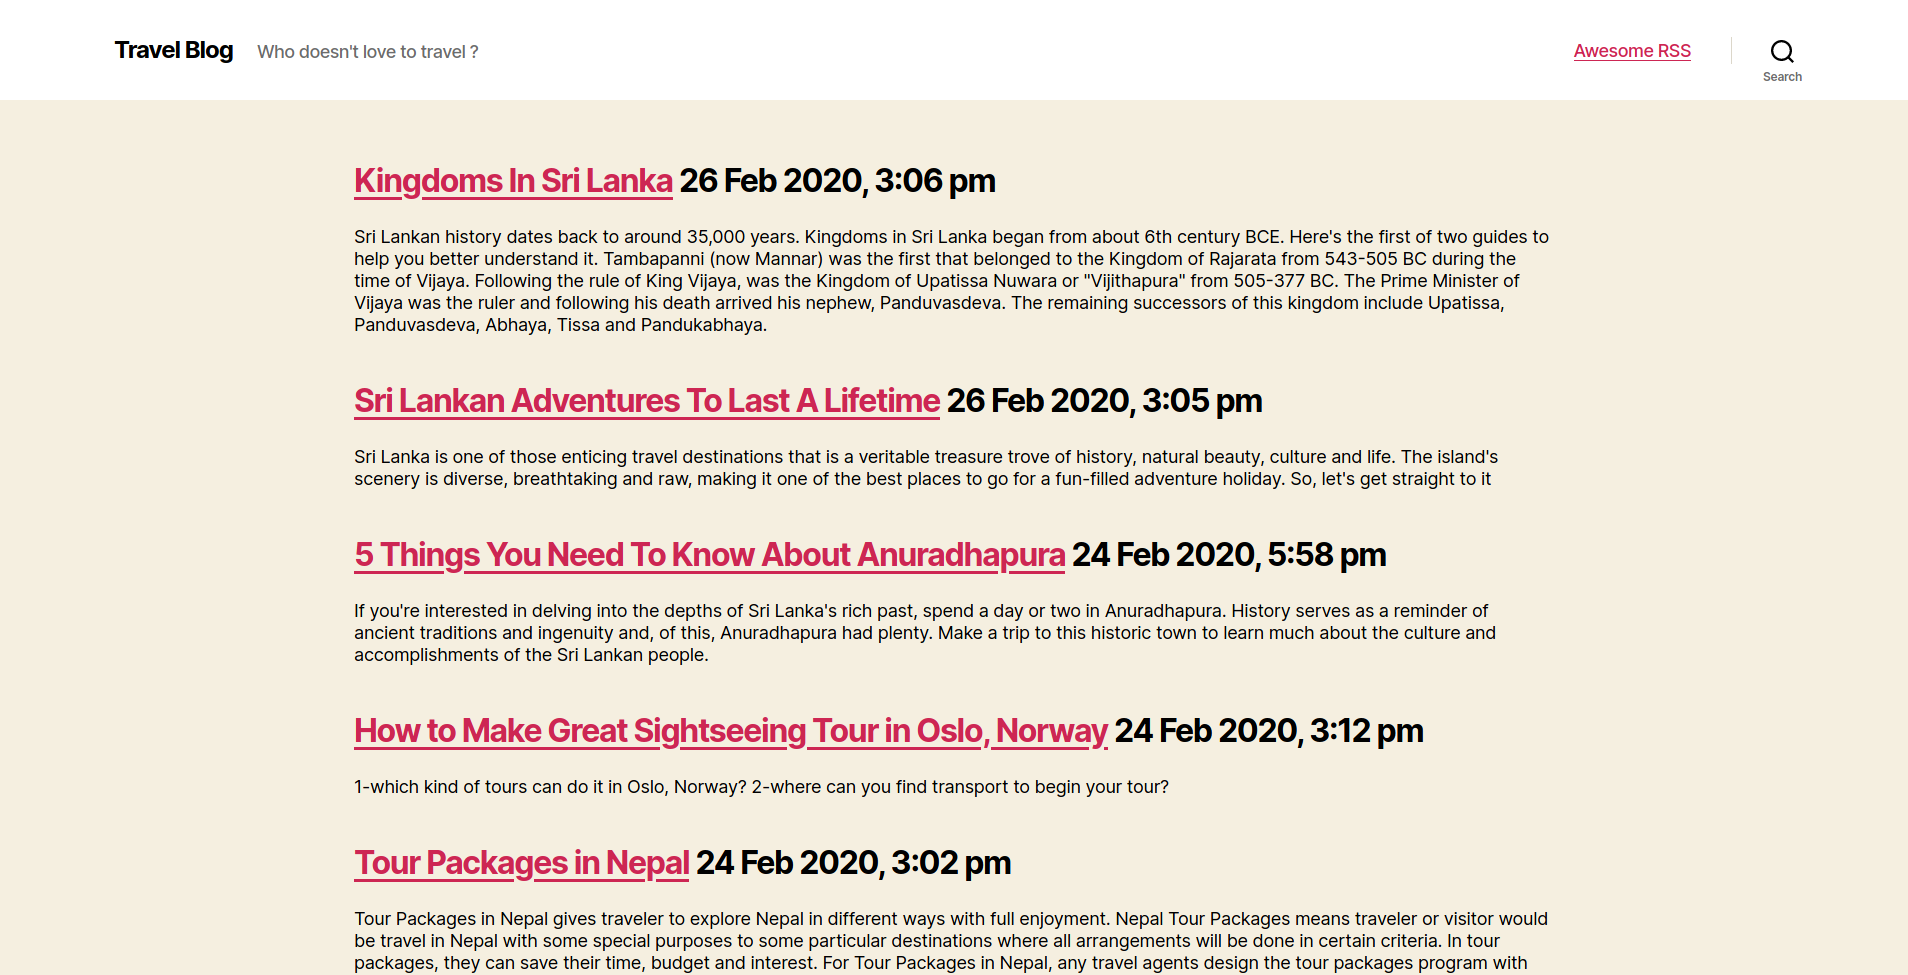 Travel Blog Who doesn't love to travel ? Awesome RSS
Search
Kingdoms In Sri Lanka 26 Feb 2020, 3:06 pm
Sri Lankan history dates back to around 35,000 years. Kingdoms in Sri Lanka began from about 6th century BCE. Here's the first of two guides to
help you better understand it. Tambapanni (now Mannar) was the first that belonged to the Kingdom of Rajarata from 543-505 BC during the
time of Vijaya. Following the rule of King Vijaya, was the Kingdom of Upatissa Nuwara or "Vijithapura" from 505-377 BC. The Prime Minister of
Vijaya was the ruler and following his death arrived his nephew, Panduvasdeva. The remaining successors of this kingdom include Upatissa,
Panduvasdeva, Abhaya, Tissa and Pandukabhaya.
Sri Lankan Adventures To Last A Lifetime 26 Feb 2020, 3:05 pm
Sri Lanka is one of those enticing travel destinations that is a veritable treasure trove of history, natural beauty, culture and life. The island's
scenery is diverse, breathtaking and raw, making it one of the best places to go for a fun-filled adventure holiday. So, let's get straight to it
5 Things You Need To Know About Anuradhapura 24 Feb 2020, 5:58 pm
If you're interested in delving into the depths of Sri Lanka's rich past, spend a day or two in Anuradhapura. History serves as a reminder of
ancient traditions and ingenuity and, of this, Anuradhapura had plenty. Make a trip to this historic town to learn much about the culture and
accomplishments of the Sri Lankan people.
How to Make Great Sightseeing Tour in Oslo, Norway 24 Feb 2020, 3:12 pm
1-which kind of tours can do it in Oslo, Norway? 2-where can you find transport to begin your tour?
Tour Packages in Nepal 24 Feb 2020, 3:02 pm
Tour Packages in Nepal gives traveler to explore Nepal in different ways with full enjoyment. Nepal Tour Packages means traveler or visitor would
be travel in Nepal with some special purposes to some particular destinations where all arrangements will be done in certain criteria. In tour
packages, they can save their time, budget and interest. For Tour Packages in Nepal, any travel agents design the tour packages program with